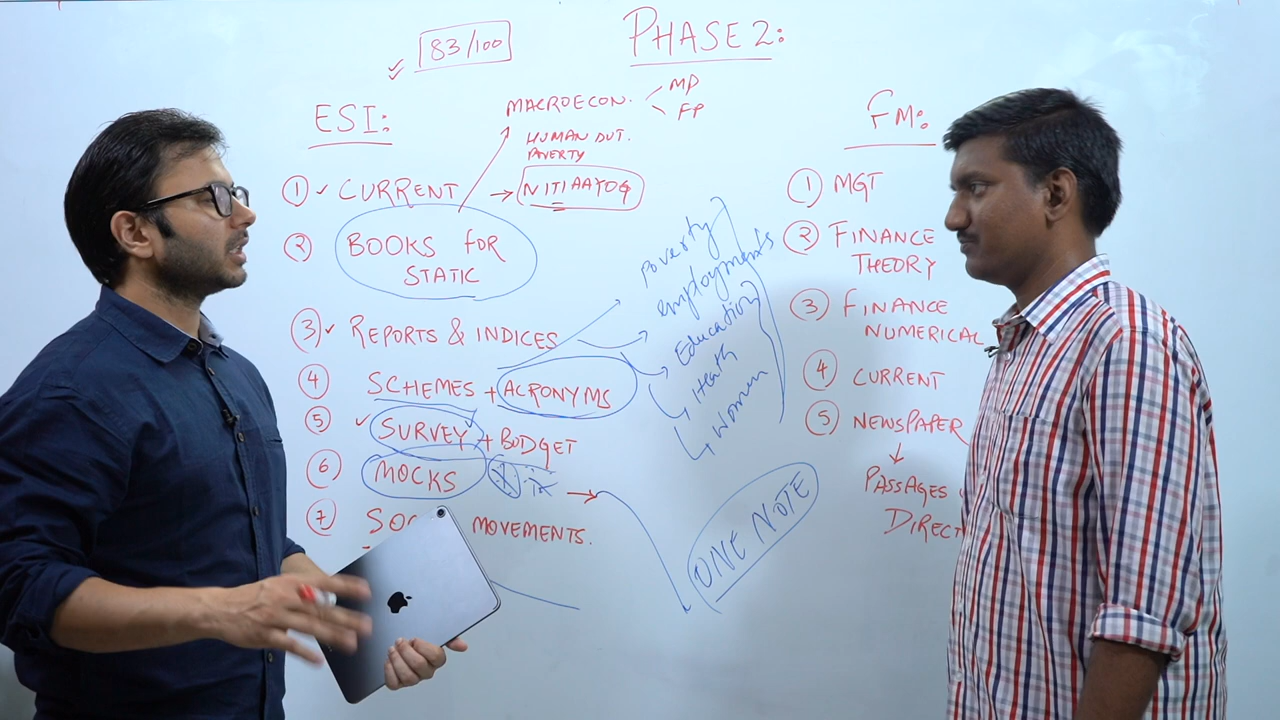 PHASE 2:
83/100
ESI:
MACROECON.
MP
FP
HUMAN DVT.
POVERTY
① CURRENT
→ NITI AAYOG
② BOOKS FOR
STATIC
③ REPORTS & INDICES
④ SCHEMES + ACRONYMS
⑤ SURVEY + BUDGET
⑥ MOCKS
⑦ MOVEMENTS.
Poverty
employments
Education
Health
Women
ONE NOTE
FM:
① MGT
② FINANCE
THEORY
③ FINANCE
NUMERICAL
④ CURRENT
⑤ NEWSPAPER
PASSAGES
DIRECT